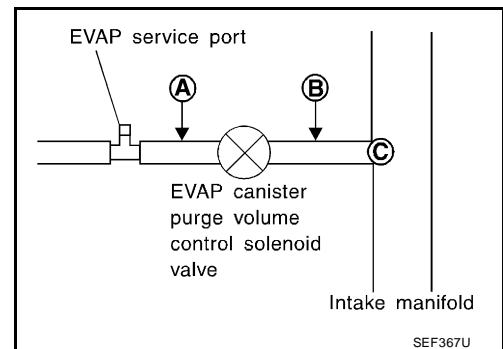 EVAP service port
A
B
C
EVAP canister
purge volume
control solenoid
valve
Intake manifold
SEF367U